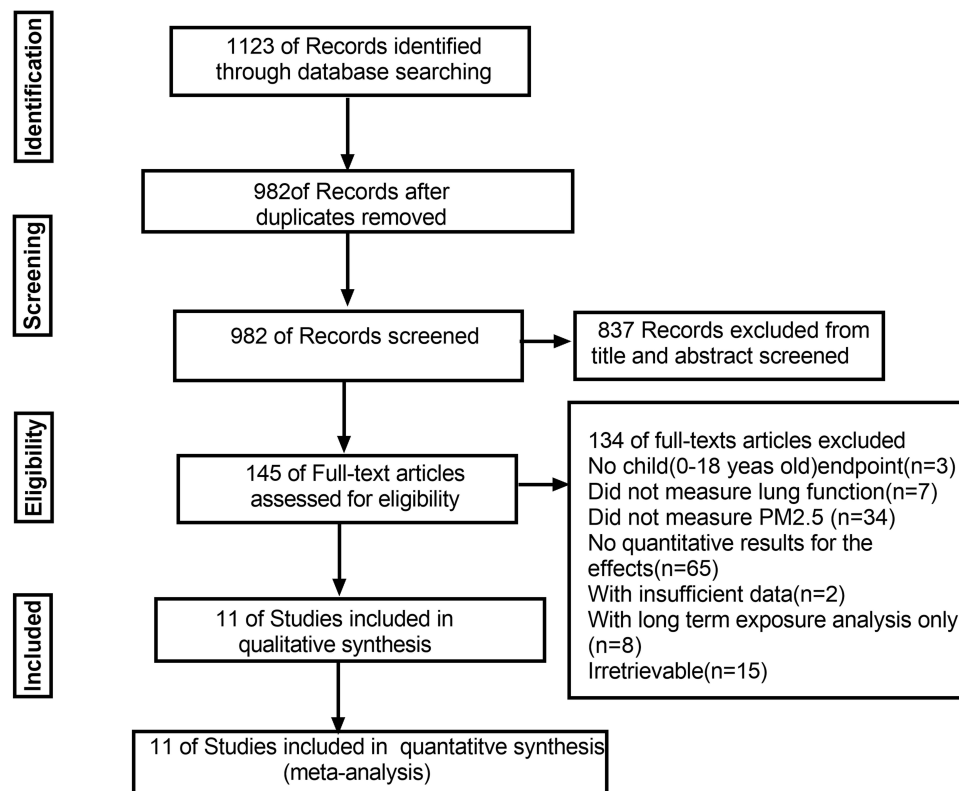 Identification
1123 of Records identified
through database searching
982of Records after
duplicates removed
Screening
982 of Records screened
837 Records excluded from
title and abstract screened
Eligibility
145 of Full-text articles
assessed for eligibility
134 of full-texts articles excluded
No child(0-18 yeas old)endpoint(n=3)
Did not measure lung function(n=7)
Did not measure PM2.5 (n=34)
No quantitative results for the
effects(n=65)
With insufficient data(n=2)
With long term exposure analysis only
(n=8)
Irretrievable(n=15)
Included
11 of Studies included in
qualitative synthesis
11 of Studies included in quantatitve synthesis
(meta-analysis)